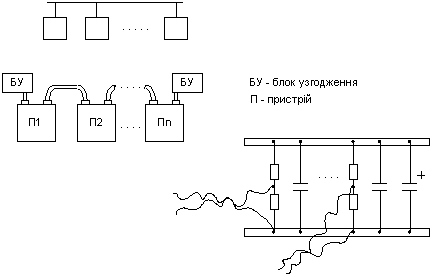 БУ
БУ
П1
П2
Пn
БУ - блок узгодження
П - пристрій
+